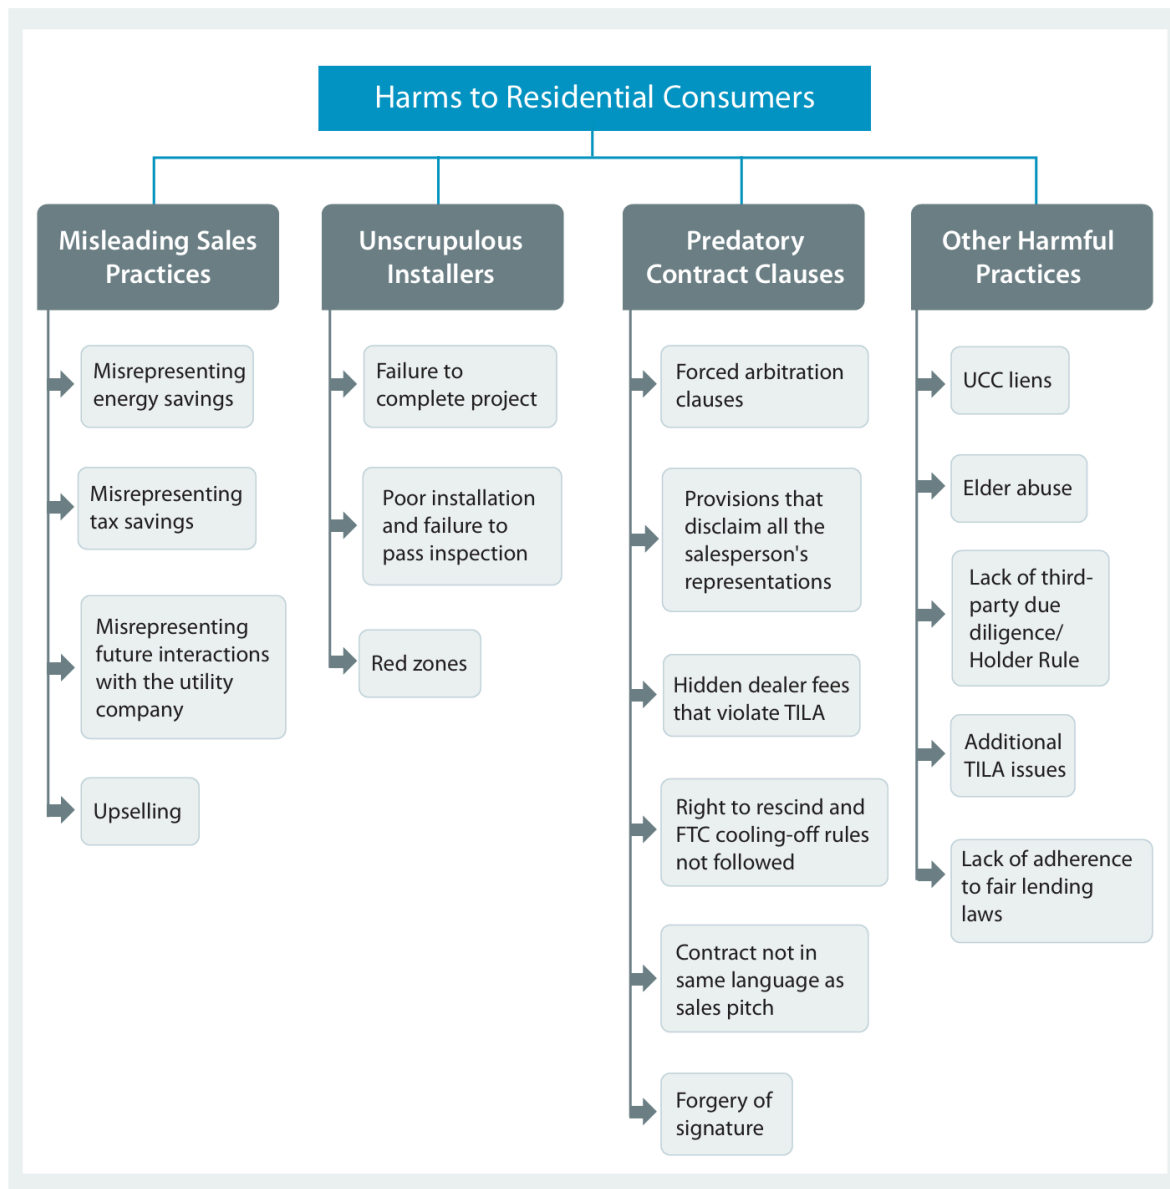 Harms to Residential Consumers
Misleading Sales
Practices
Misrepresenting
energy savings
Misrepresenting
tax savings
Misrepresenting
future interactions
with the utility
company
Upselling
Unscrupulous
Installers
Failure to
complete project
Poor installation
and failure to
pass inspection
Red zones
Predatory
Contract Clauses
Forced arbitration
clauses
Provisions that
disclaim all the
salesperson's
representations
Hidden dealer fees
that violate TILA
Right to rescind and
FTC cooling-off rules
not followed
Contract not in
same language as
sales pitch
Forgery of
signature
Other Harmful
Practices
UCC liens
Elder abuse
Lack of third-
party due
diligence/
Holder Rule
Additional
TILA issues
Lack of adherence
to fair lending
laws